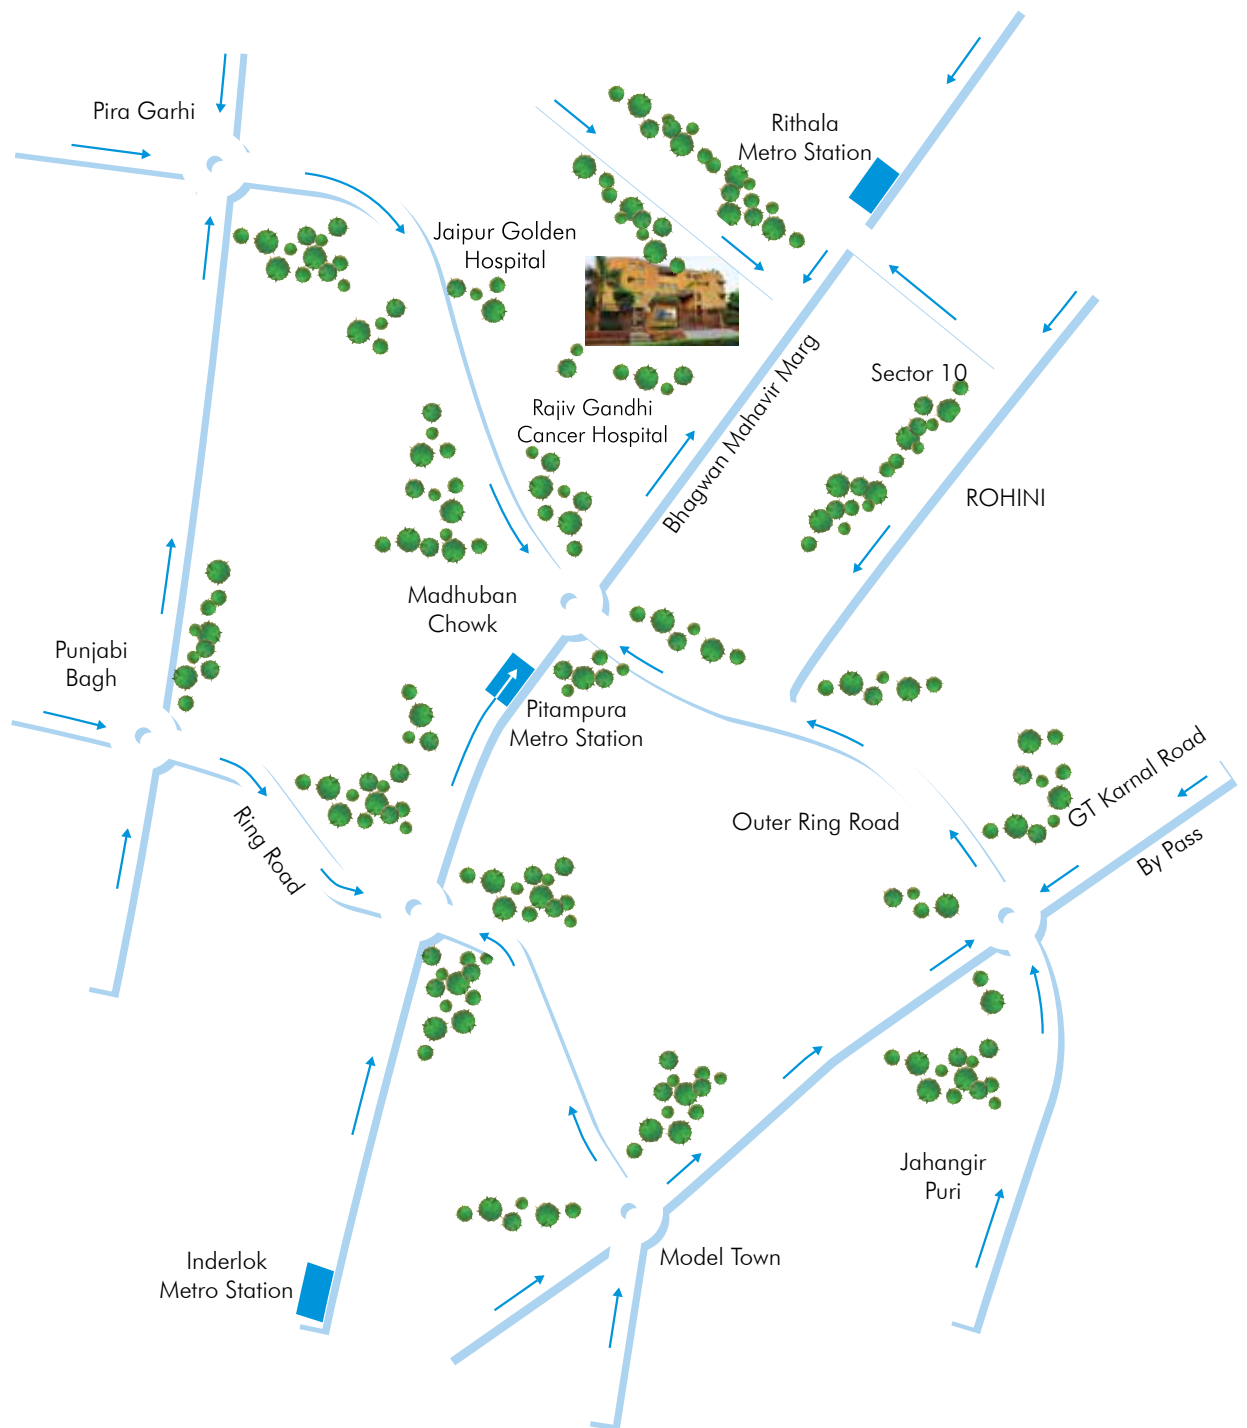 Pira Garhi
Rithala
Metro Station
Jaipur Golden
Hospital
Sector 10
Bhagwan Mahavir Marg
Rajiv Gandhi
Cancer Hospital
ROHINI
Madhuban
Chowk
Punjabi
Bagh
Pitampura
Metro Station
GT Karnal Road
Ring Road
Outer Ring Road
By Pass
Jahangir
Puri
Inderlok
Metro Station
Model Town